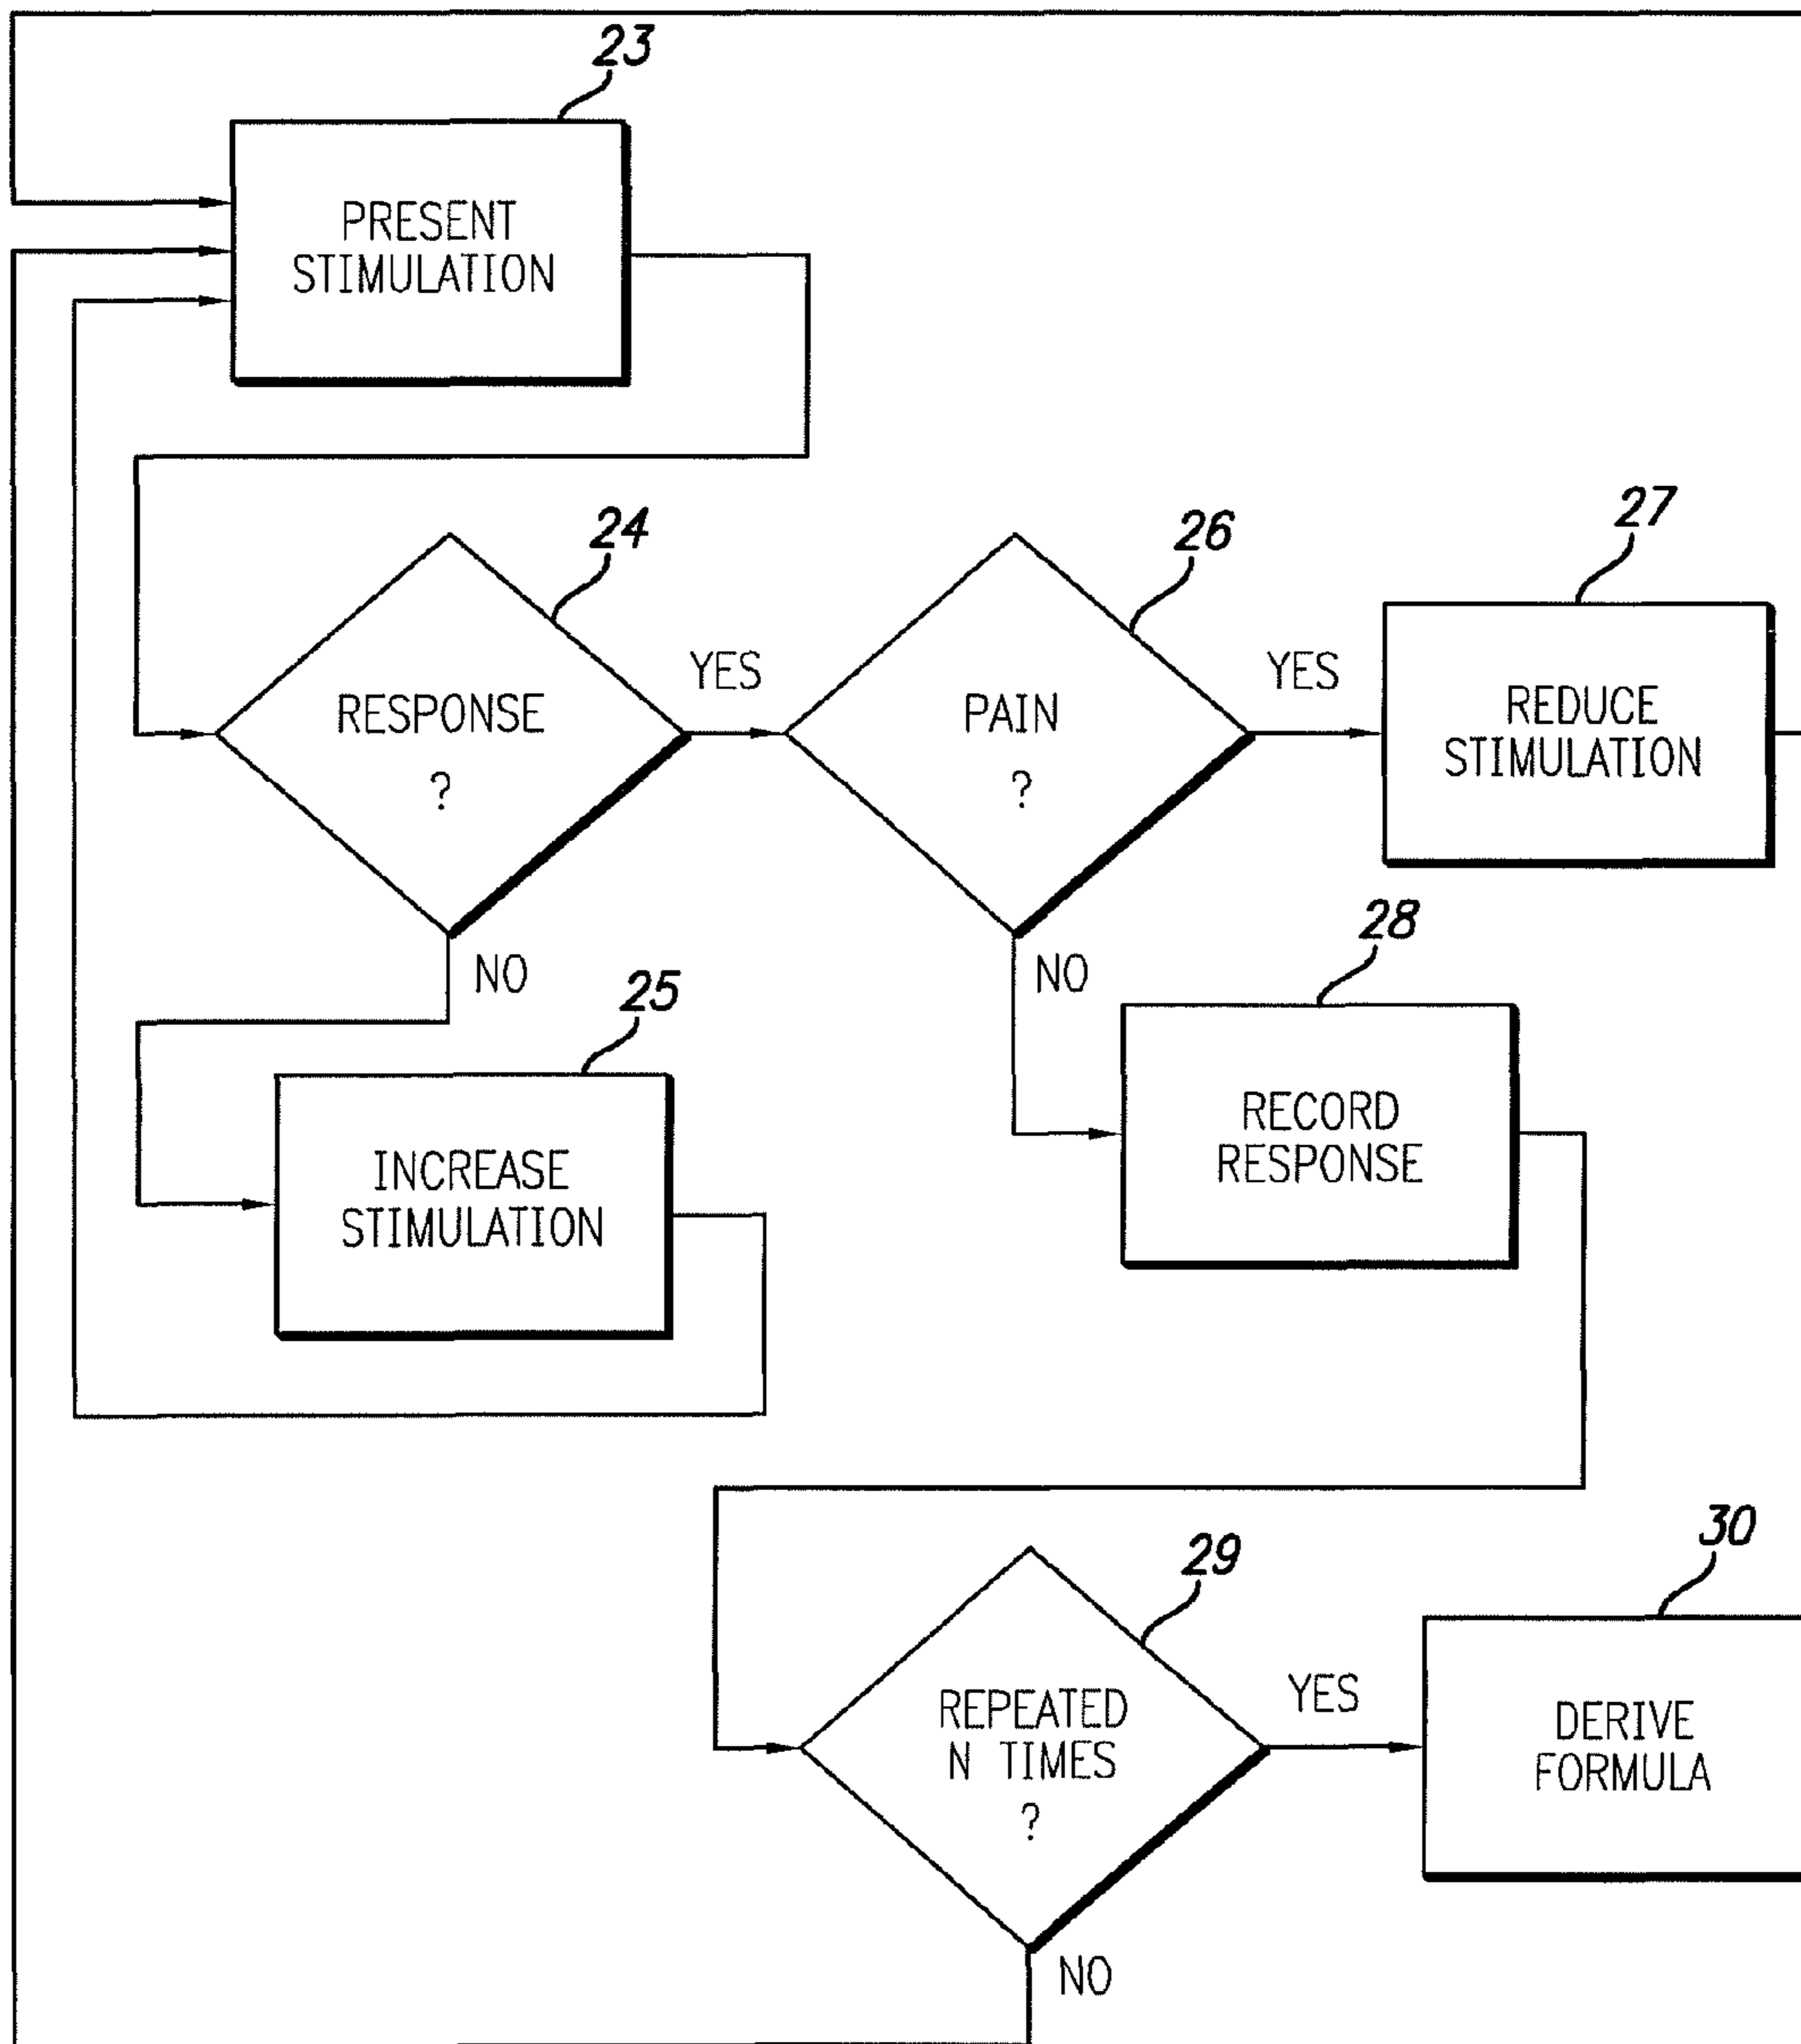 23
PRESENT
STIMULATION
24
RESPONSE
?
YES
NO
26
PAIN
?
YES
NO
27
REDUCE
STIMULATION
25
INCREASE
STIMULATION
28
RECORD
RESPONSE
29
REPEATED
N TIMES
?
YES
NO
30
DERIVE
FORMULA